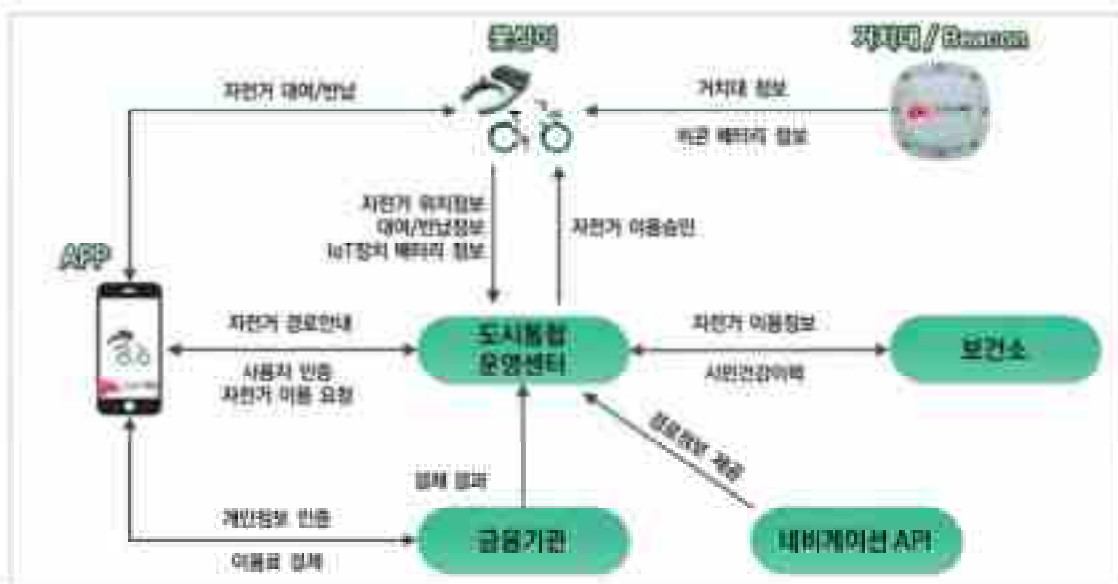 거치대 / Beacon
자전거 대여/반납
거치대 정보
비콘 배터리 정보
자전거 위치정보
대여/반납정보
IoT장치 배터리 정보
자전거 이용승인
APP
자전거 경로안내
사용자 인증
자전거 이용 요청
도시통합
운영센터
자전거 이용정보
시민건강이력
보건소
경로정보 제공
결제 결과
개인정보 인증
이용료 결제
금융기관
네비게이션 API